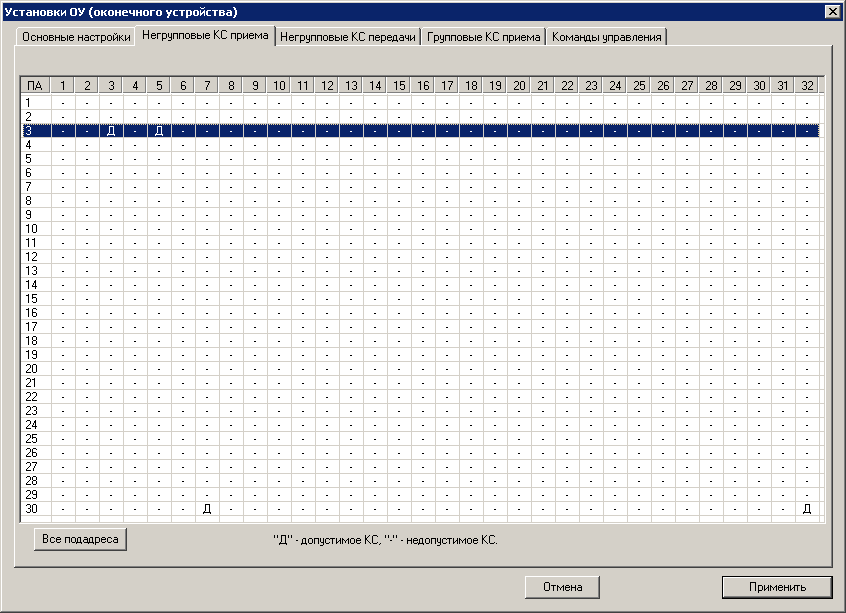 Установки ОУ (оконечного устройства)
Основные настройки Негрупповые КС приема Негрупповые КС передачи Групповые КС приема Команды управления
ПА 1 2 3 4 5 6 7 8 9 10 11 12 13 14 15 16 17 18 19 20 21 22 23 24 25 26 27 28 29 30 31 32
1 - - - - - - - - - - - - - - - - - - - - - - - - - - - - - - - -
2 - - - - - - - - - - - - - - - - - - - - - - - - - - - - - - - -
3 - - Д - Д - - - - - - - - - - - - - - - - - - - - - - - - - - -
4 - - - - - - - - - - - - - - - - - - - - - - - - - - - - - - - -
5 - - - - - - - - - - - - - - - - - - - - - - - - - - - - - - - -
6 - - - - - - - - - - - - - - - - - - - - - - - - - - - - - - - -
7 - - - - - - - - - - - - - - - - - - - - - - - - - - - - - - - -
8 - - - - - - - - - - - - - - - - - - - - - - - - - - - - - - - -
9 - - - - - - - - - - - - - - - - - - - - - - - - - - - - - - - -
10 - - - - - - - - - - - - - - - - - - - - - - - - - - - - - - - -
11 - - - - - - - - - - - - - - - - - - - - - - - - - - - - - - - -
12 - - - - - - - - - - - - - - - - - - - - - - - - - - - - - - - -
13 - - - - - - - - - - - - - - - - - - - - - - - - - - - - - - - -
14 - - - - - - - - - - - - - - - - - - - - - - - - - - - - - - - -
15 - - - - - - - - - - - - - - - - - - - - - - - - - - - - - - - -
16 - - - - - - - - - - - - - - - - - - - - - - - - - - - - - - - -
17 - - - - - - - - - - - - - - - - - - - - - - - - - - - - - - - -
18 - - - - - - - - - - - - - - - - - - - - - - - - - - - - - - - -
19 - - - - - - - - - - - - - - - - - - - - - - - - - - - - - - - -
20 - - - - - - - - - - - - - - - - - - - - - - - - - - - - - - - -
21 - - - - - - - - - - - - - - - - - - - - - - - - - - - - - - - -
22 - - - - - - - - - - - - - - - - - - - - - - - - - - - - - - - -
23 - - - - - - - - - - - - - - - - - - - - - - - - - - - - - - - -
24 - - - - - - - - - - - - - - - - - - - - - - - - - - - - - - - -
25 - - - - - - - - - - - - - - - - - - - - - - - - - - - - - - - -
26 - - - - - - - - - - - - - - - - - - - - - - - - - - - - - - - -
27 - - - - - - - - - - - - - - - - - - - - - - - - - - - - - - - -
28 - - - - - - - - - - - - - - - - - - - - - - - - - - - - - - - -
29 - - - - - - - - - - - - - - - - - - - - - - - - - - - - - - - -
30 - - - - - - Д - - - - - - - - - - - - - - - - - - - - - - - - Д
Все подадреса "Д" - допустимое КС, "-" - недопустимое КС.
Отмена Применить